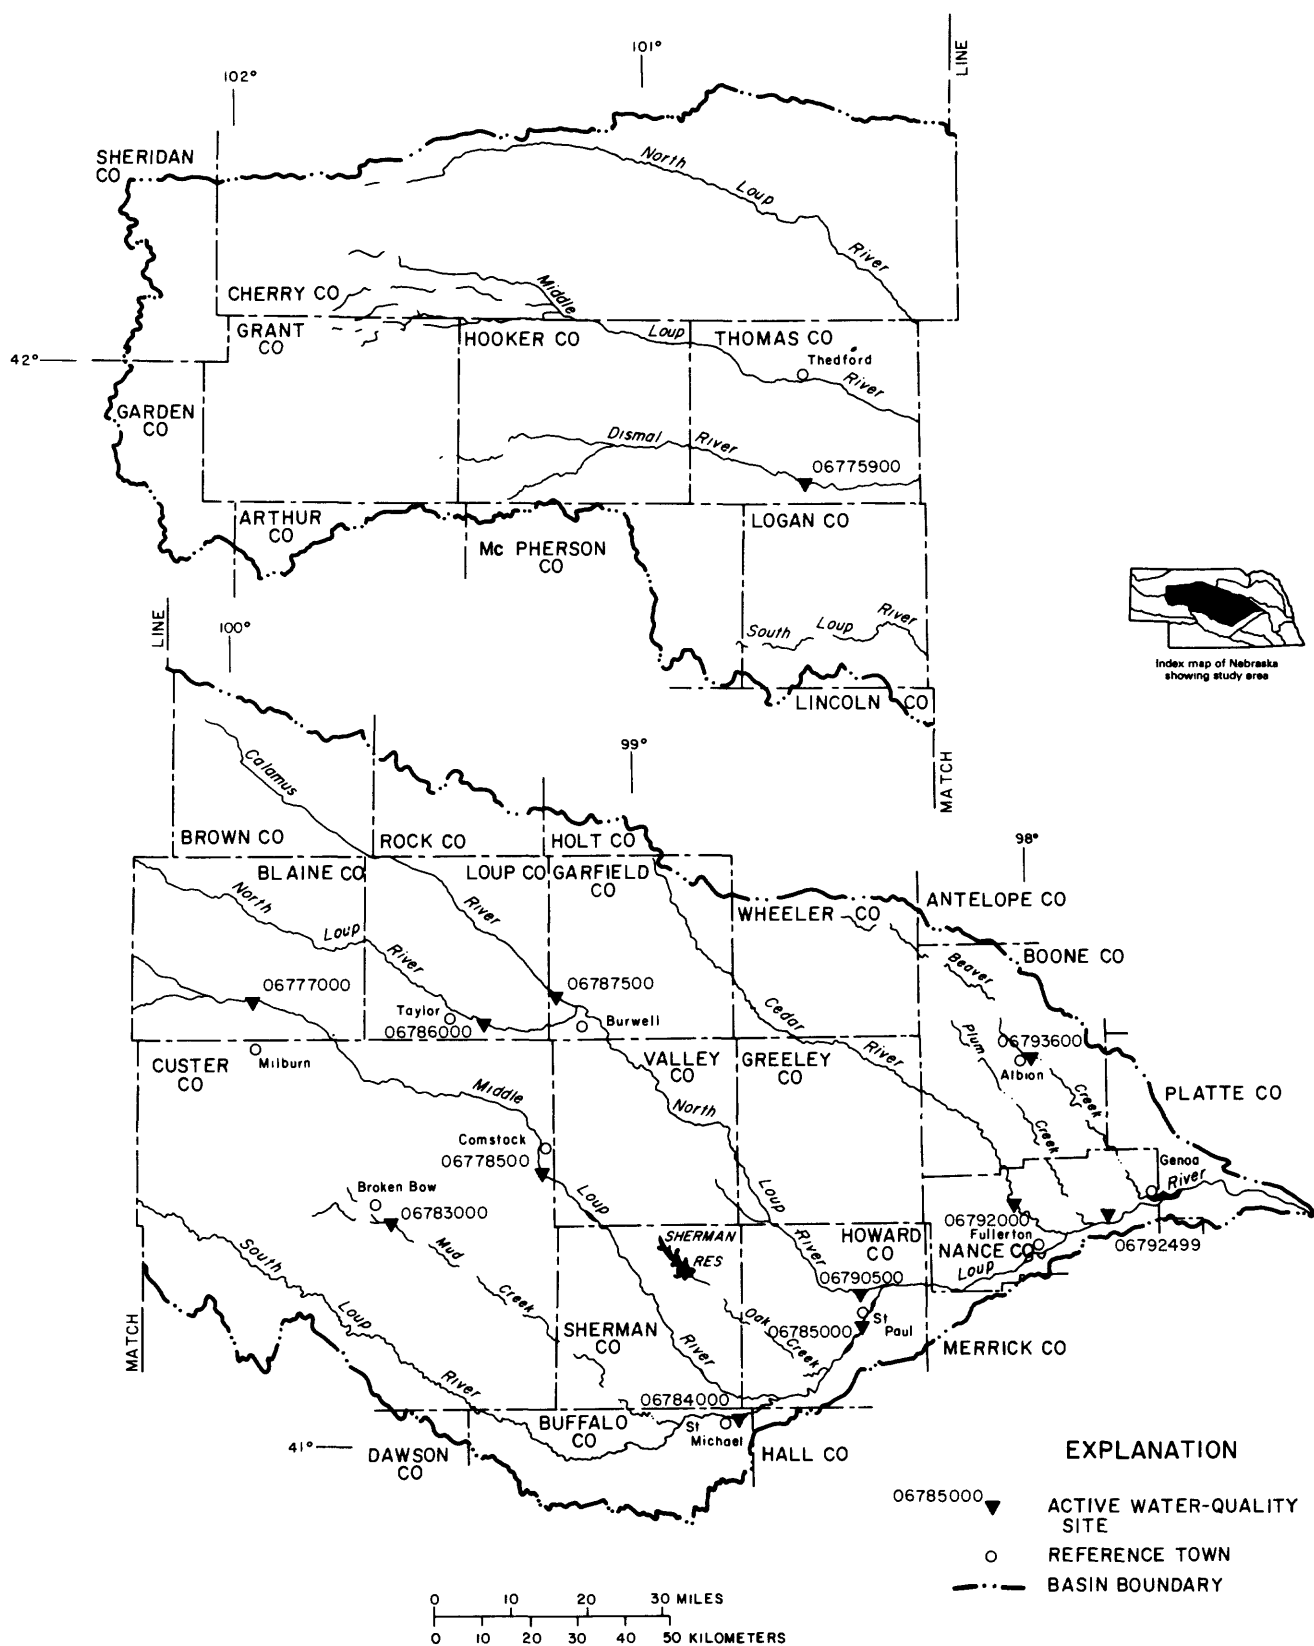 101°
LINE
102°
SHERIDAN
CO
North
Loup
River
CHERRY CO
Middle
GRANT
CO
HOOKER CO
Loup
THOMAS CO
42°
Thedford
River
GARDEN
CO
Dismal
River
06775900
ARTHUR
CO
LOGAN CO
Mc PHERSON
CO
LINE
100°
South
Loup
River
Index map of Nebraska
showing study area
LINCOLN CO
MATCH
99°
Calamus
BROWN CO
ROCK CO
HOLT CO
98°
BLAINE CO
LOUP CO
GARFIELD
CO
North
Loup
River
River
WHEELER CO
ANTELOPE CO
BOONE CO
Beaver
06777000
06787500
Taylor
06786000
Burwell
Cedar
River
Plum
06793600
Albion
Milburn
CUSTER
CO
VALLEY
CO
GREELEY
CO
Middle
North
Creek
Creek
PLATTE CO
Comstock
06778500
Genoa
River
Broken Bow
06783000
Loup
Loup
06792000
Fullerton
06792499
South
Mud
SHERMAN
RES
River
HOWARD
CO
NANCE CO
Loup
06790500
Creek
Loup
Oak
St
Paul
06785000
SHERMAN
CO
River
Creek
MERRICK CO
MATCH
River
06784000
BUFFALO
CO
St
Michael
41°
DAWSON
CO
HALL CO
EXPLANATION
06785000
ACTIVE WATER-QUALITY
SITE
REFERENCE TOWN
BASIN BOUNDARY
0 10 20 30 MILES
0 10 20 30 40 50 KILOMETERS